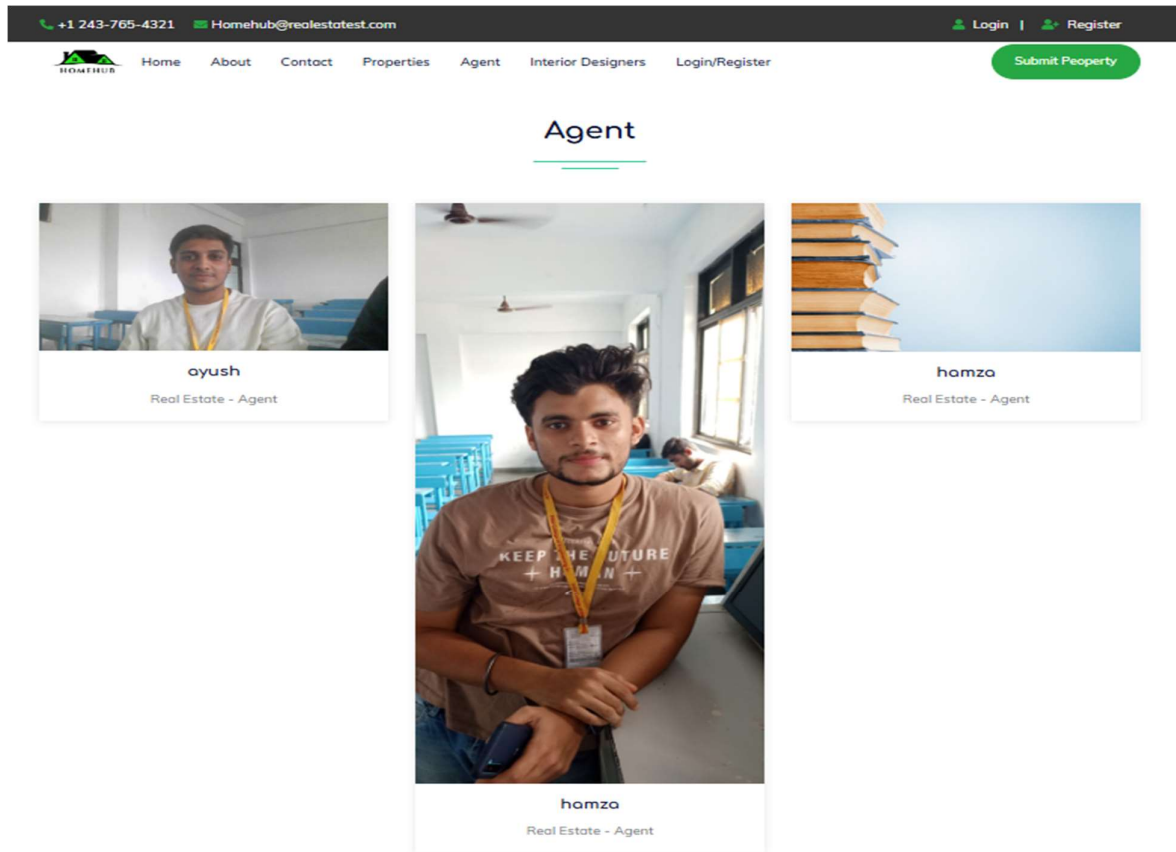 +1 243-765-4321 Homehub@realestatest.com Login | Register
HOMEHUB Home About Contact Properties Agent Interior Designers Login/Register Submit Peoperty
Agent
ayush
Real Estate - Agent
KEEP THE FUTURE
+ HUMAN +
hamza
Real Estate - Agent
hamza
Real Estate - Agent